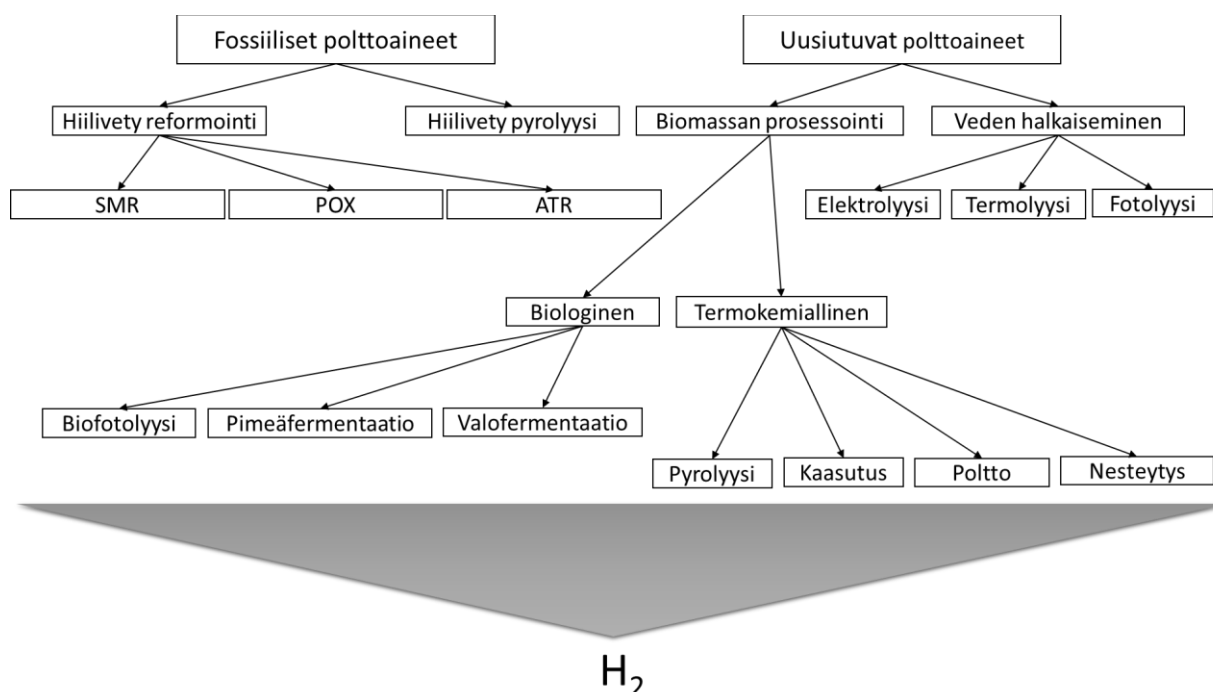 Fossiiliset polttoaineet
Uusiutuvat polttoaineet
Hiilivety reformointi
Hiilivety pyrolyysi
Biomassan prosessointi
Veden halkaiseminen
SMR
POX
ATR
Elektrolyysi
Termolyysi
Fotolyysi
Biologinen
Termokemiallinen
Biofotolyysi
Pimeäfermentaatio
Valofermentaatio
Pyrolyysi
Kaasutus
Poltto
Nesteytys
H₂